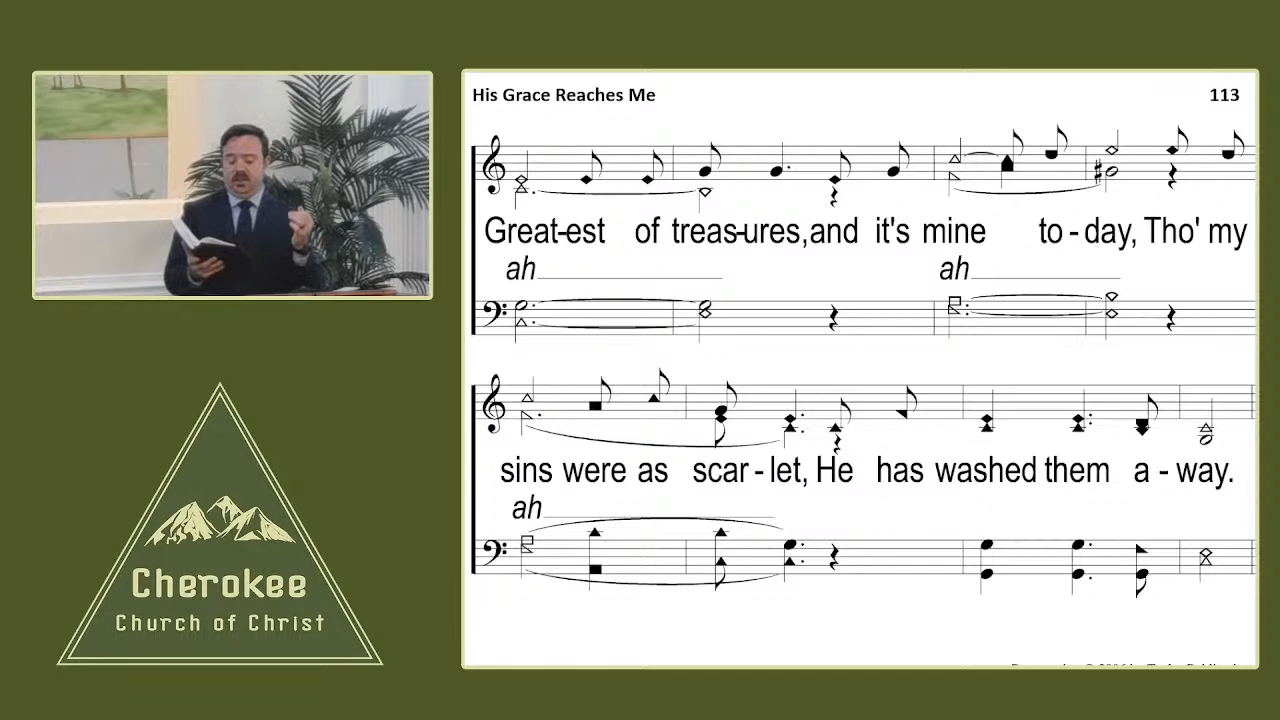 His Grace Reaches Me
113
Great-est of treas-ures, and it's mine to - day, Tho' my
ah
ah
sins were as scar - let, He has washed them a - way.
ah
Cherokee
Church of Christ